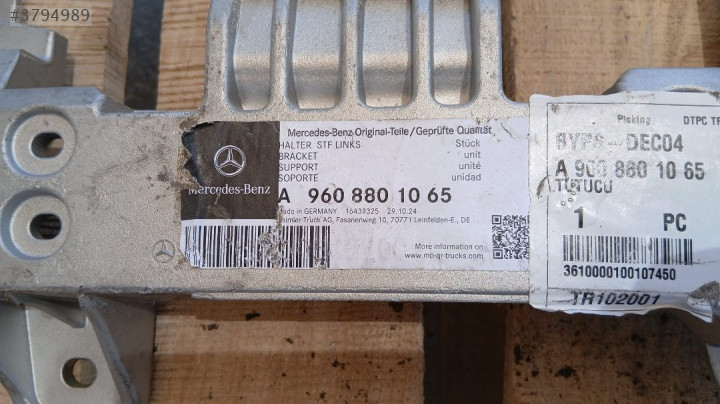 #3794989
Mercedes-Benz
Mercedes-Benz Original-Teile/Geprüfte Qualität
HALTER STF LINKS Stück
BRACKET unit
SUPPORT unité
SOPORTE unidad
A 960 880 10 65
Made in GERMANY 16439325 29.10.24
Daimler Truck AG, Fasanenweg 10, 70771 Leinfelden-E., DE
More information on
www.mb-qr-trucks.com
Picking DTPC TR
DEC04
A 960 880 10 65
TUTUCU
1 PC
3610000100107450
TR102001